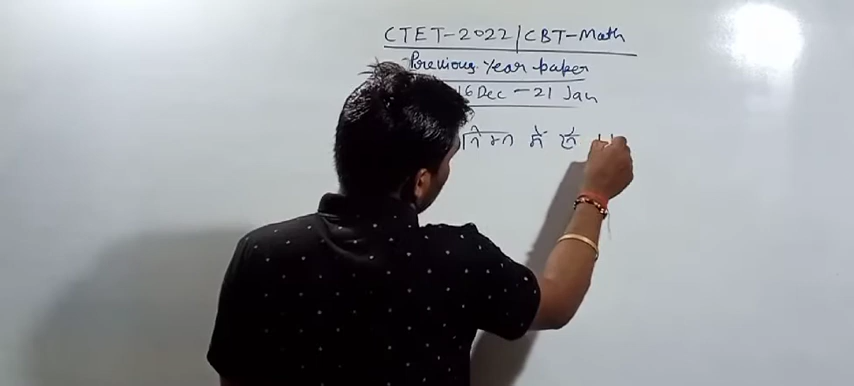 CTET-2022/CBT-Math
Previous Year paper
16 Dec - 21 Jan
में